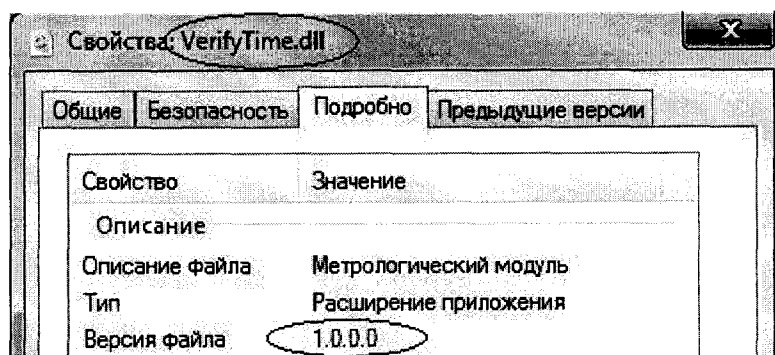 Свойства: VerifyTime.dll
Общие Безопасность Подробно Предыдущие версии
Свойство Значение
Описание
Описание файла Метрологический модуль
Тип Расширение приложения
Версия файла 1.0.0.0